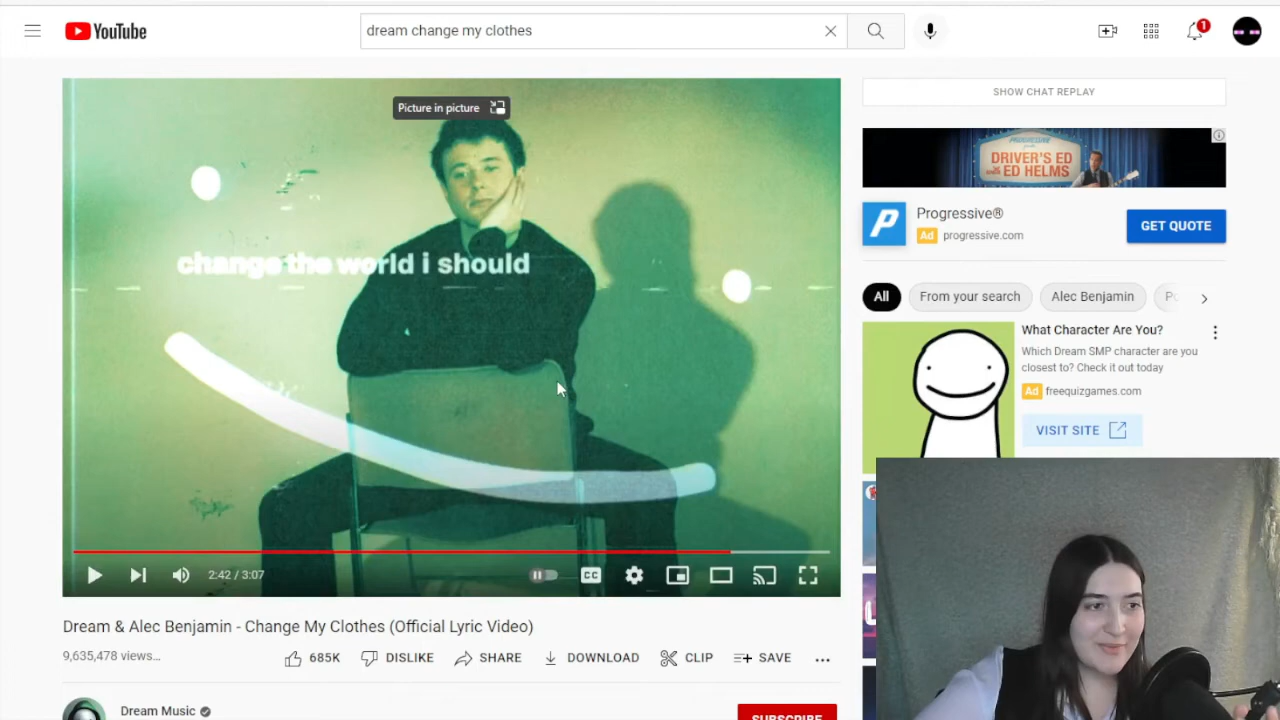 YouTube
dream change my clothes
1
Picture in picture
change the world i should
2:42 / 3:07
CC
Dream & Alec Benjamin - Change My Clothes (Official Lyric Video)
9,635,478 views...
685K
DISLIKE
SHARE
DOWNLOAD
CLIP
SAVE
Dream Music
SUBSCRIBE
SHOW CHAT REPLAY
PROGRESSIVE
DRIVER'S ED
ED HELMS
Progressive®
Ad progressive.com
GET QUOTE
All
From your search
Alec Benjamin
What Character Are You?
Which Dream SMP character are you
closest to? Check it out today
Ad freequizgames.com
VISIT SITE